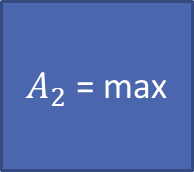 A₂ = max